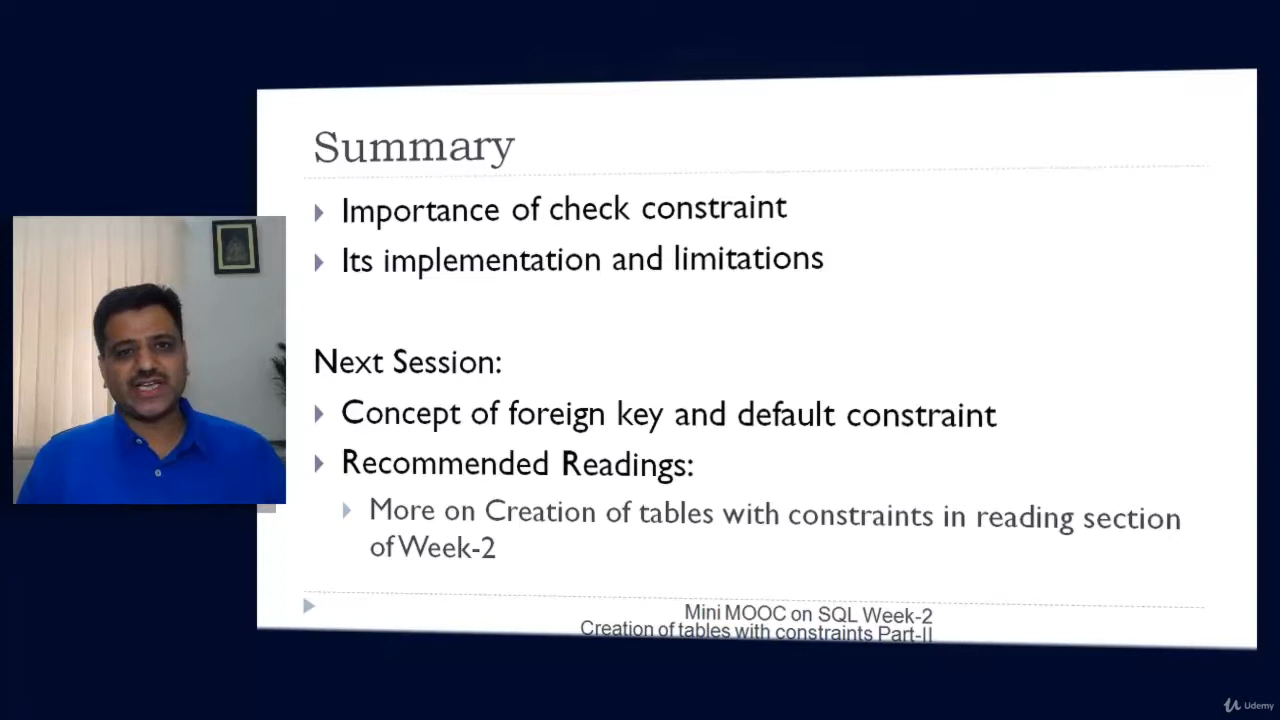 Summary
Importance of check constraint
Its implementation and limitations
Next Session:
Concept of foreign key and default constraint
Recommended Readings:
More on Creation of tables with constraints in reading section
of Week-2
Mini MOOC on SQL Week-2
Creation of tables with constraints Part-II
Udemy